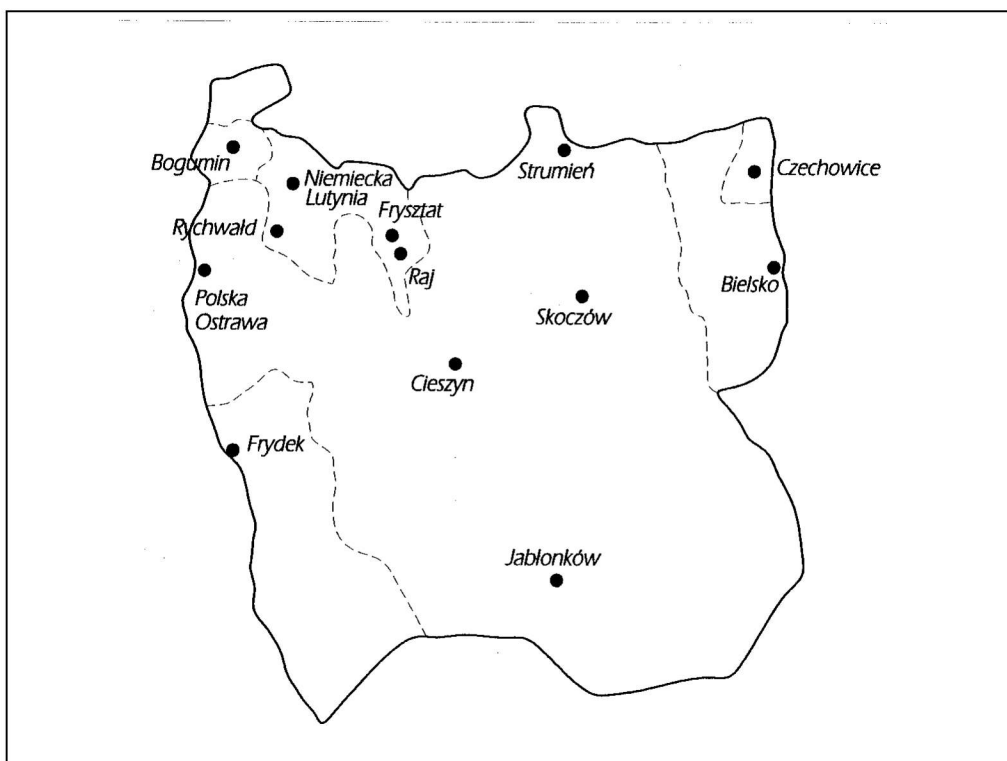 Bogumin
Strumień
Czechowice
Niemiecka
Lutynia
Frysztat
Rychwałd
Raj
Bielsko
Polska
Ostrawa
Skoczów
Cieszyn
Frydek
Jabłonków